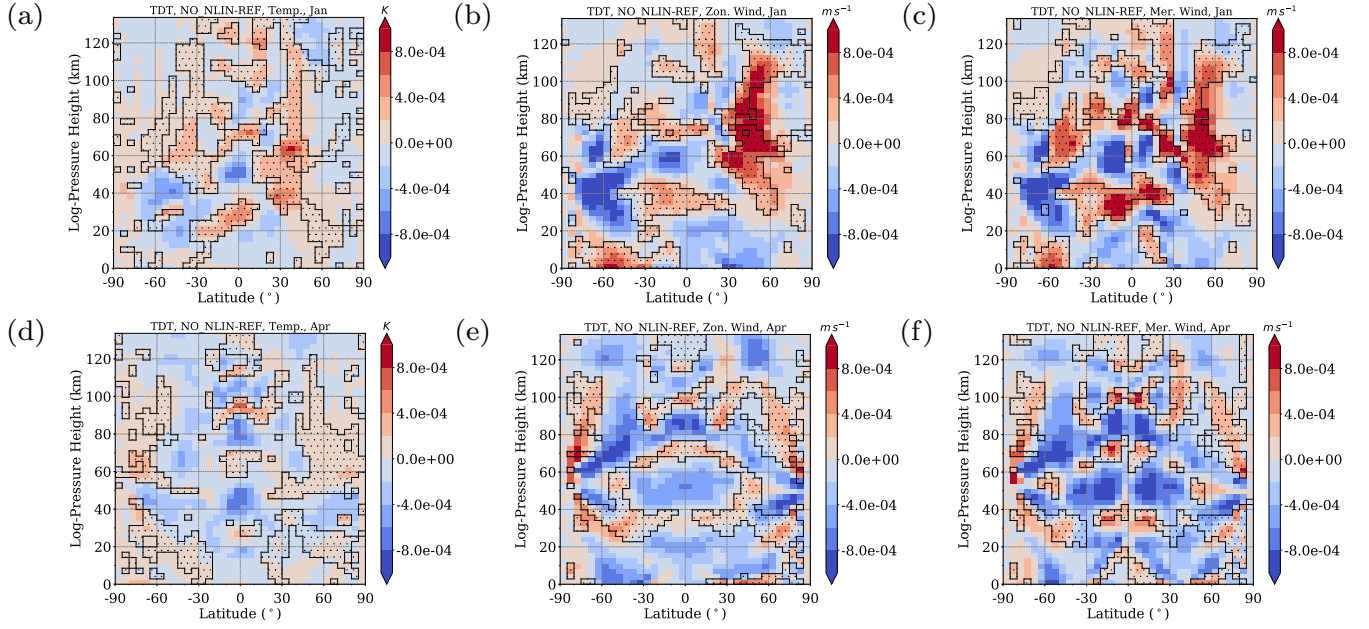 (a)
TDT, NO_NLIN-REF, Temp., Jan
K
Log-Pressure Height (km)
120
100
80
60
40
20
0
-90 -60 -30 0 30 60 90
Latitude (°)
8.0e-04
4.0e-04
0.0e+00
-4.0e-04
-8.0e-04
(b)
TDT, NO_NLIN-REF, Zon. Wind, Jan
m s⁻¹
Log-Pressure Height (km)
120
100
80
60
40
20
0
-90 -60 -30 0 30 60 90
Latitude (°)
8.0e-04
4.0e-04
0.0e+00
-4.0e-04
-8.0e-04
(c)
TDT, NO_NLIN-REF, Mer. Wind, Jan
m s⁻¹
Log-Pressure Height (km)
120
100
80
60
40
20
0
-90 -60 -30 0 30 60 90
Latitude (°)
8.0e-04
4.0e-04
0.0e+00
-4.0e-04
-8.0e-04
(d)
TDT, NO_NLIN-REF, Temp., Apr
K
Log-Pressure Height (km)
120
100
80
60
40
20
0
-90 -60 -30 0 30 60 90
Latitude (°)
8.0e-04
4.0e-04
0.0e+00
-4.0e-04
-8.0e-04
(e)
TDT, NO_NLIN-REF, Zon. Wind, Apr
m s⁻¹
Log-Pressure Height (km)
120
100
80
60
40
20
0
-90 -60 -30 0 30 60 90
Latitude (°)
8.0e-04
4.0e-04
0.0e+00
-4.0e-04
-8.0e-04
(f)
TDT, NO_NLIN-REF, Mer. Wind, Apr
m s⁻¹
Log-Pressure Height (km)
120
100
80
60
40
20
0
-90 -60 -30 0 30 60 90
Latitude (°)
8.0e-04
4.0e-04
0.0e+00
-4.0e-04
-8.0e-04